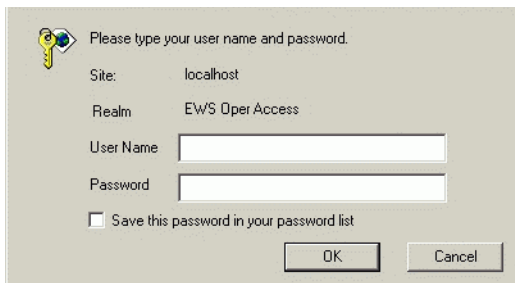 Please type your user name and password.
Site: localhost
Realm EWS Oper Access
User Name
Password
Save this password in your password list
OK Cancel